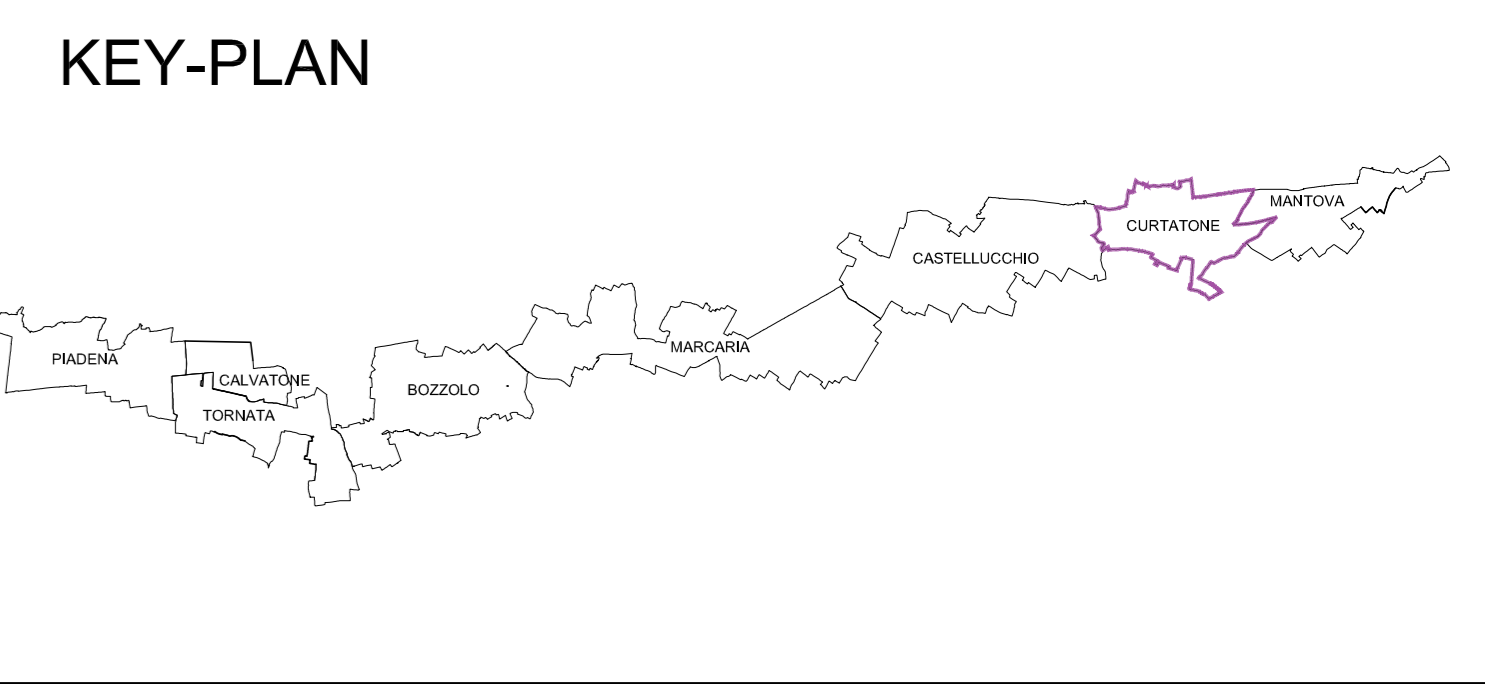 KEY-PLAN
PIADENA
CALVATONE
TORNATA
BOZZOLO
MARCARIA
CASTELLUCCHIO
CURTATONE
MANTOVA